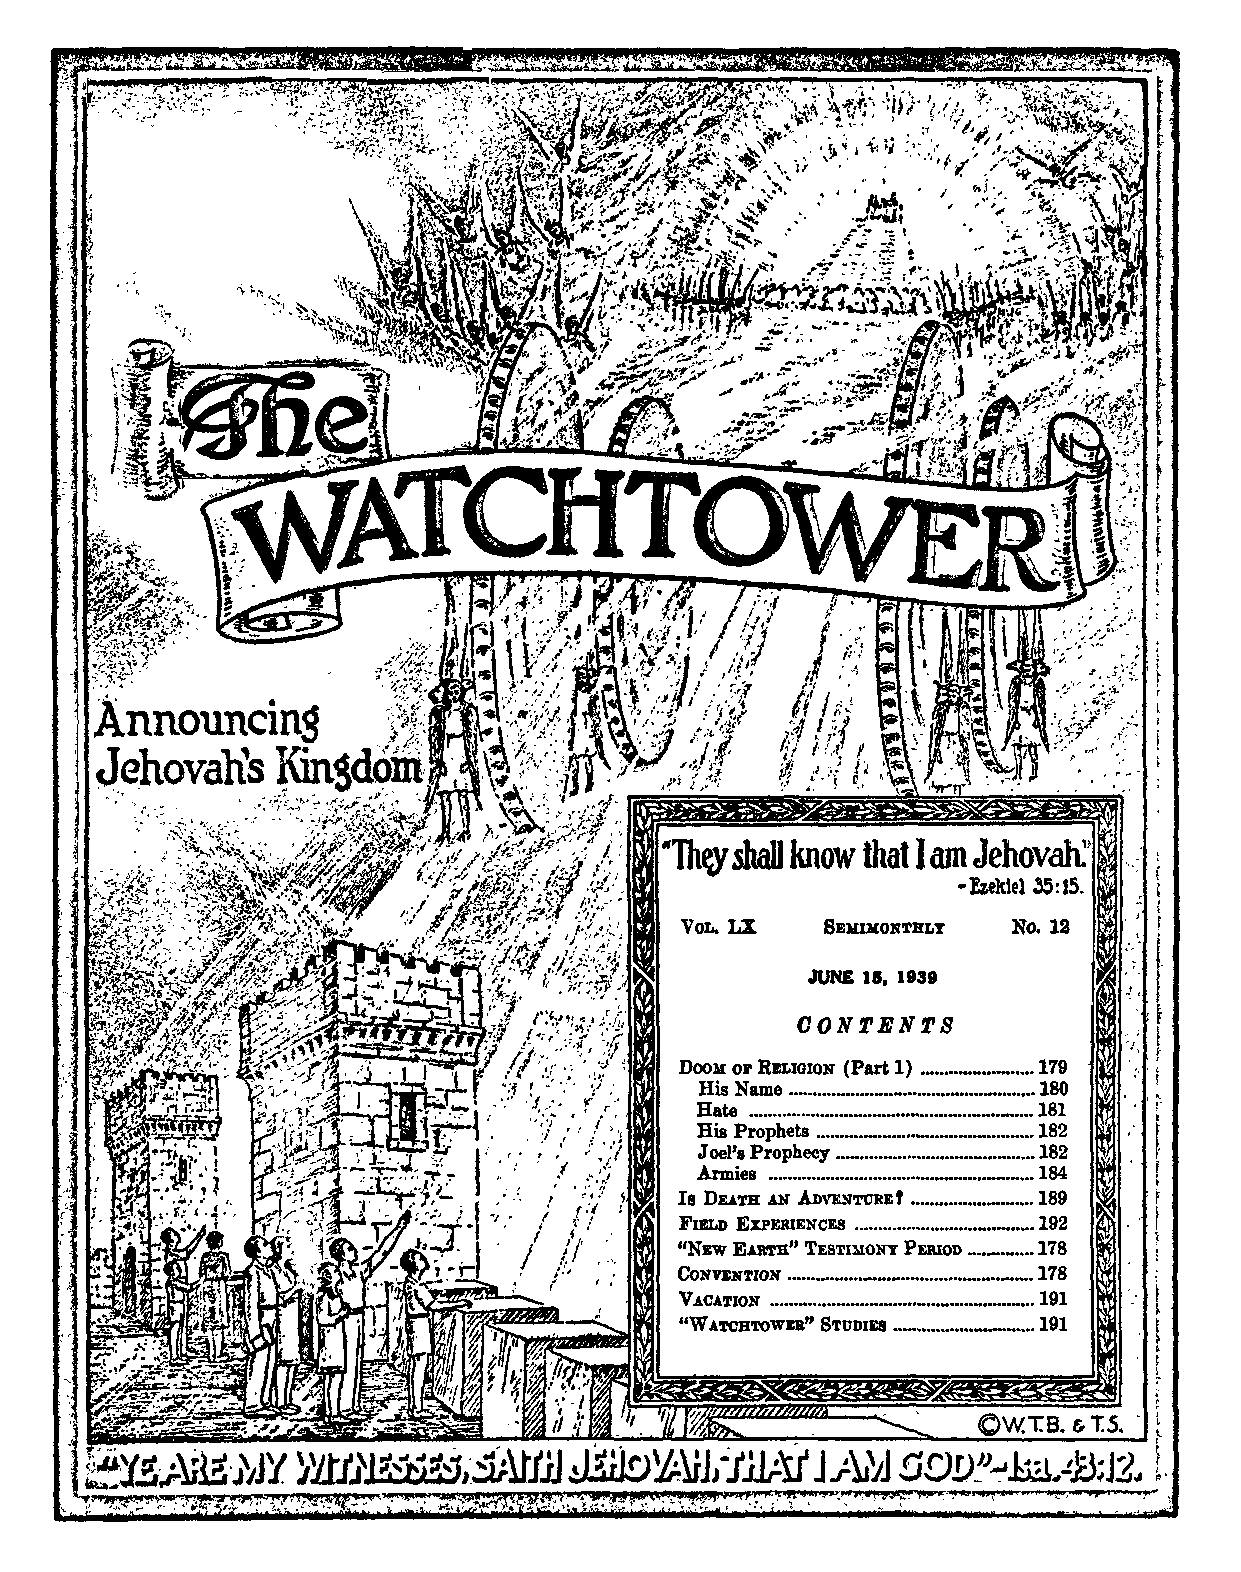 The
WATCHTOWER
Announcing
Jehovah's Kingdom
"They shall know that I am Jehovah."
-Ezekiel 35:15.
VOL. LX SEMIMONTHLY No. 12
JUNE 15, 1939
CONTENTS
DOOM OF RELIGION (Part 1) ........ 179
His Name ........ 180
Hate ........ 181
His Prophets ........ 182
Joel's Prophecy ........ 182
Armies ........ 184
IS DEATH AN ADVENTURE? ........ 189
FIELD EXPERIENCES ........ 192
"NEW EARTH" TESTIMONY PERIOD ........ 178
CONVENTION ........ 178
VACATION ........ 191
"WATCHTOWER" STUDIES ........ 191
©W.T.B. & T.S.
"YE ARE MY WITNESSES, SAITH JEHOVAH, THAT I AM GOD"-Isa. 43:12.